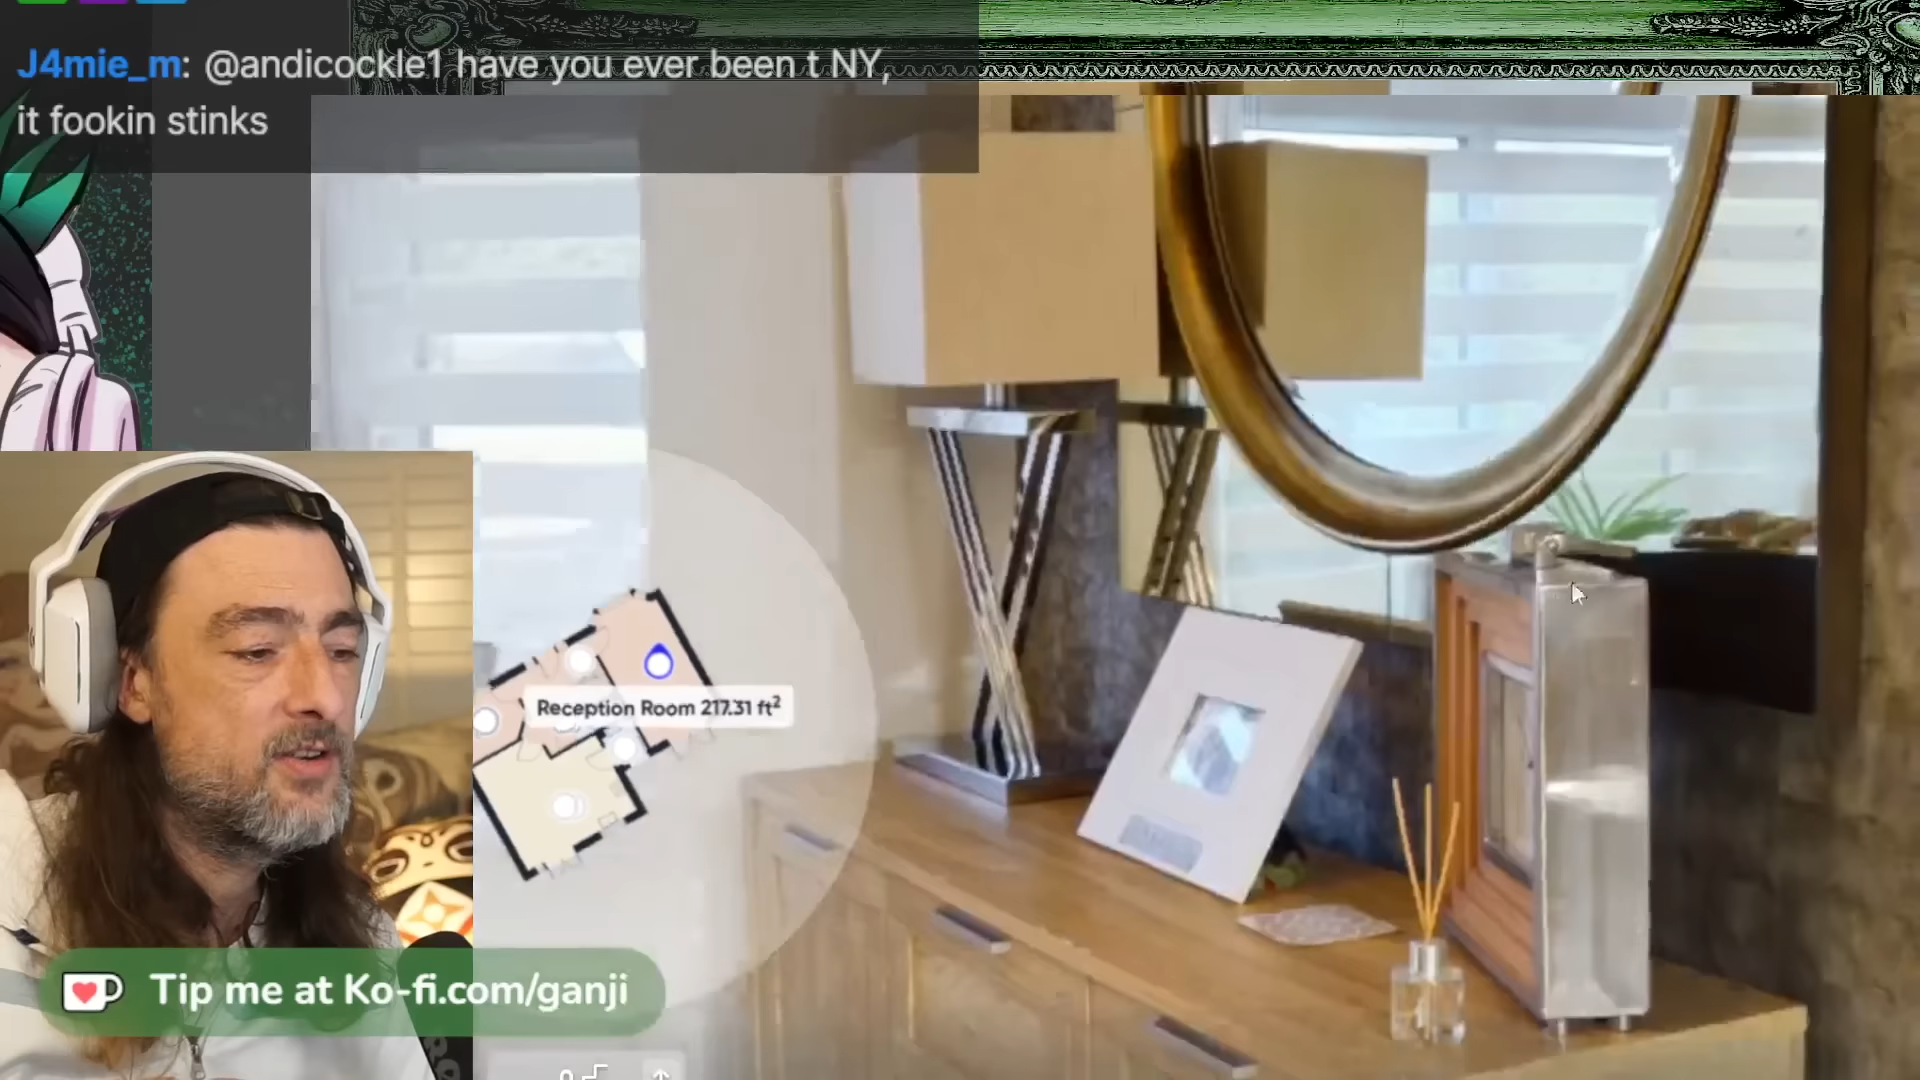 J4mie_m: @andicockle1 have you ever been t NY,
it fookin stinks
Reception Room 217.31 ft²
Tip me at Ko-fi.com/ganji